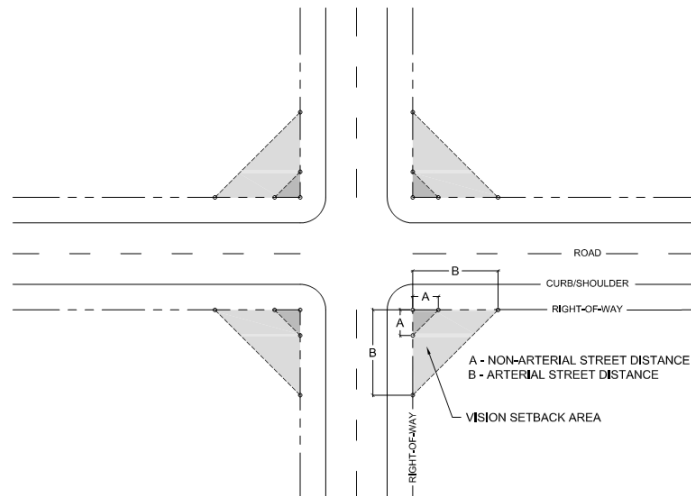 ROAD
B
CURB/SHOULDER
A
RIGHT-OF-WAY
A
B
A - NON-ARTERIAL STREET DISTANCE
B - ARTERIAL STREET DISTANCE
VISION SETBACK AREA
RIGHT-OF-WAY